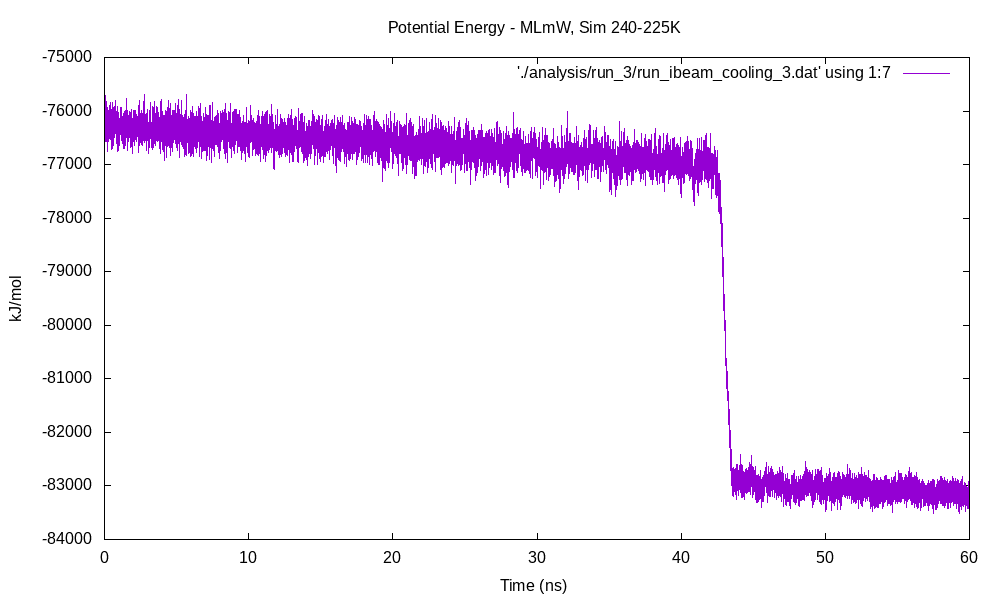 Potential Energy - MLmW, Sim 240-225K
'./analysis/run_3/run_ibeam_cooling_3.dat' using 1:7
-75000
-76000
-77000
-78000
-79000
-80000
-81000
-82000
-83000
-84000
kJ/mol
0 10 20 30 40 50 60
Time (ns)